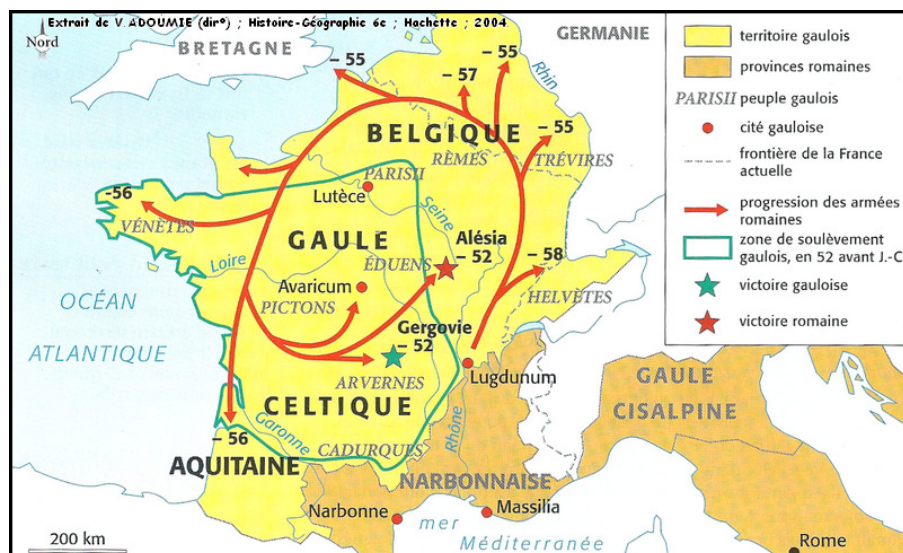 Extrait de V.ADOUMIE (dir°) ; Histoire-Géographie 6e ; Hachette ; 2004
Nord
BRETAGNE
GERMANIE
– 55
– 57
– 55
Rhin
– 55
BELGIQUE
RÈMES
TRÉVIRES
PARISII
Lutèce
-56
VÉNÈTES
Seine
GAULE
Alésia
– 52
Loire
ÉDUENS
– 58
Avaricum
HELVÈTES
PICTONS
OCÉAN
ATLANTIQUE
Gergovie
– 52
ARVERNES
Lugdunum
CELTIQUE
GAULE
CISALPINE
Garonne
CADURQUES
Rhône
– 56
AQUITAINE
NARBONNAISE
Narbonne
Massilia
mer
Méditerranée
Rome
200 km
territoire gaulois
provinces romaines
PARISII peuple gaulois
cité gauloise
frontière de la France
actuelle
progression des armées
romaines
zone de soulèvement
gaulois, en 52 avant J.-C
victoire gauloise
victoire romaine